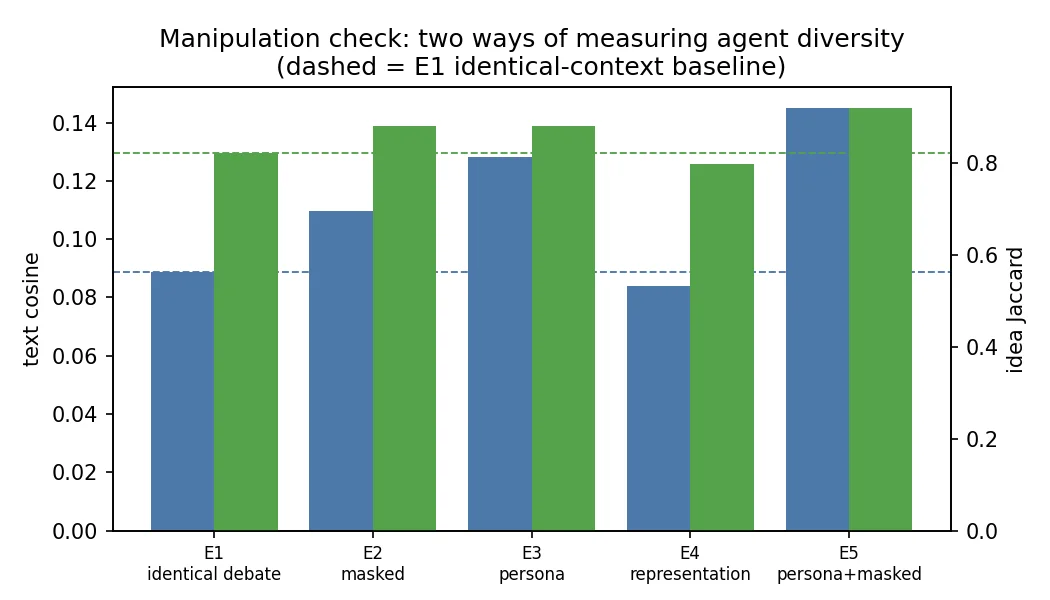 Manipulation check: two ways of measuring agent diversity
(dashed = E1 identical-context baseline)
text cosine
0.14
0.12
0.10
0.08
0.06
0.04
0.02
0.00
0.8
0.6
0.4
0.2
0.0
idea Jaccard
E1
identical debate
E2
masked
E3
persona
E4
representation
E5
persona+masked